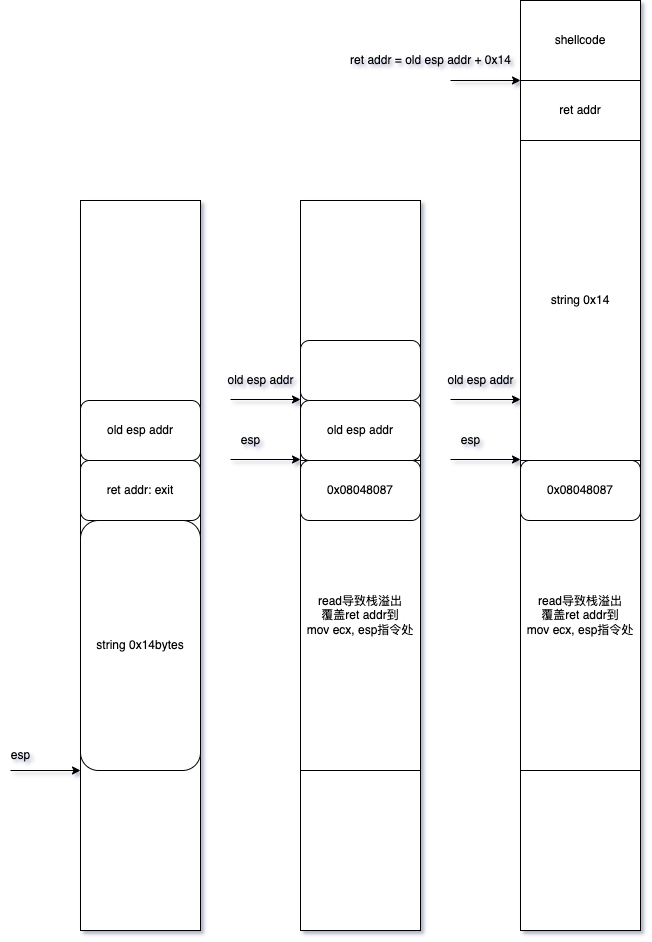 esp
old esp addr
ret addr: exit
string 0x14bytes
old esp addr
esp
old esp addr
0x08048087
read导致栈溢出
覆盖ret addr到
mov ecx, esp指令处
ret addr = old esp addr + 0x14
old esp addr
esp
shellcode
ret addr
string 0x14
0x08048087
read导致栈溢出
覆盖ret addr到
mov ecx, esp指令处